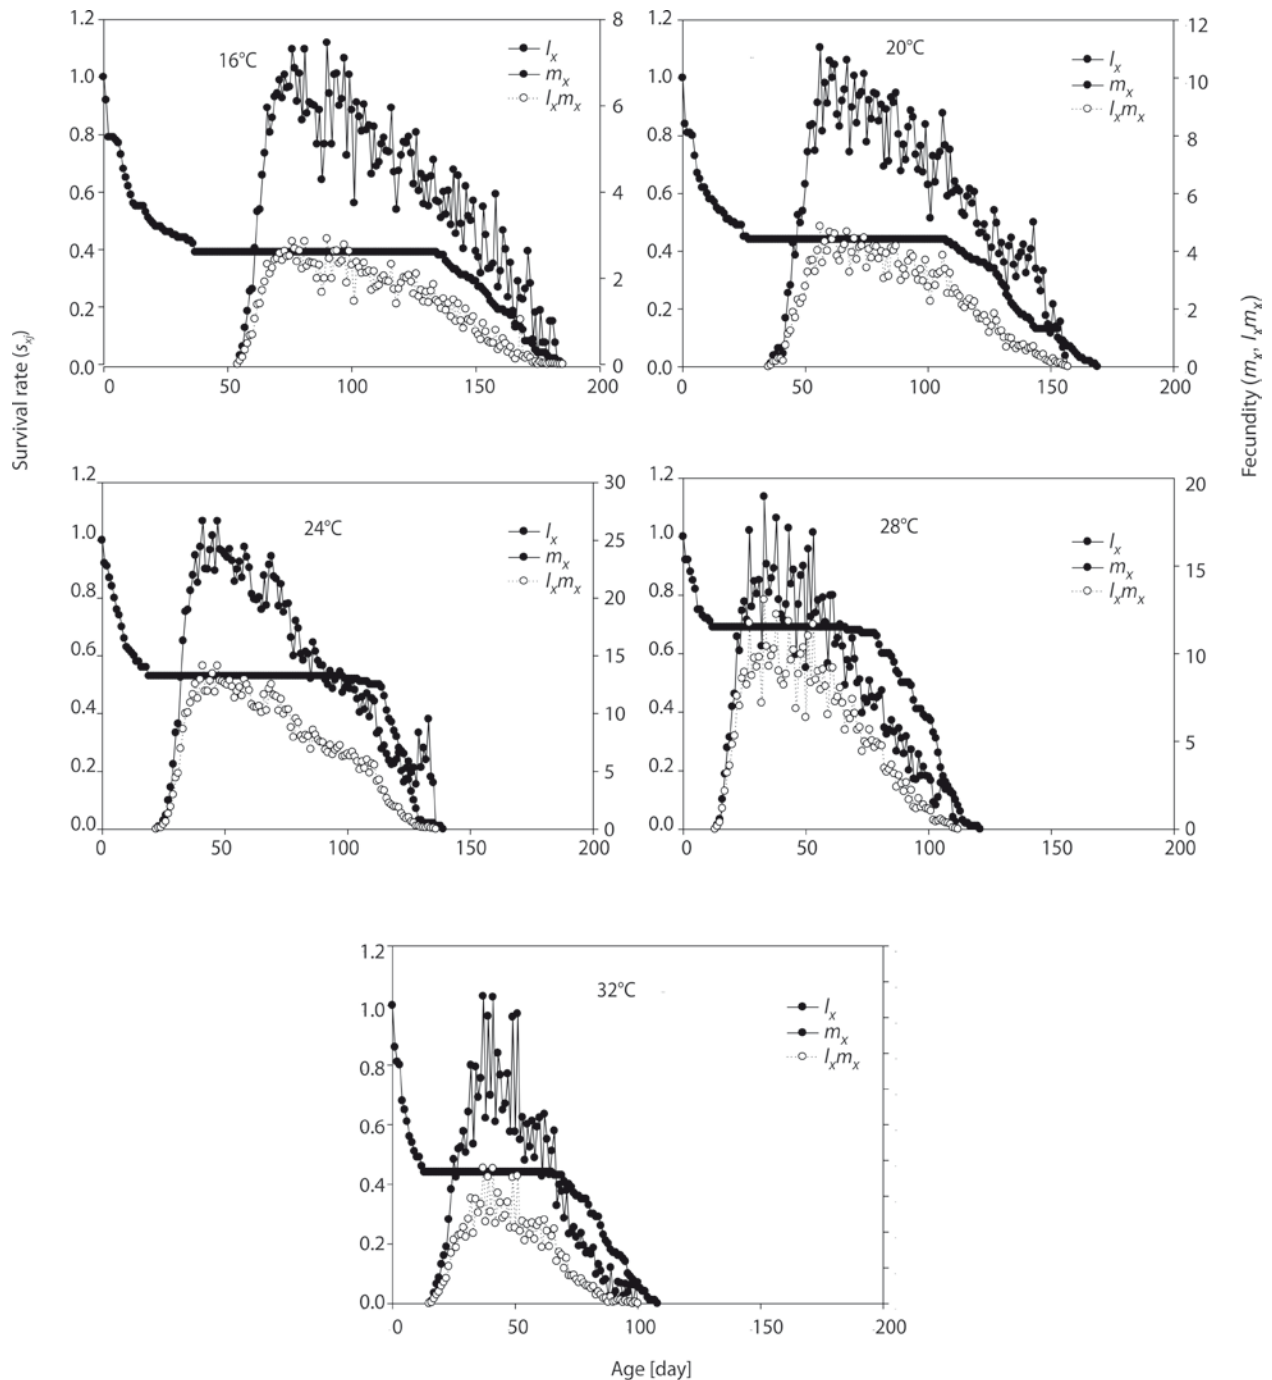 1.2 8
16°C
lx
mx
lxmx
1.0
6
0.8
0.6
4
0.4
2
0.2
0.0 0
0 50 100 150 200
1.2 12
20°C
lx
mx
lxmx
1.0 10
0.8 8
0.6 6
0.4 4
0.2 2
0.0 0
0 50 100 150 200
Survival rate (sxj)
Fecundity (mx, lxmx)
1.2 30
24°C
lx
mx
lxmx
1.0 25
0.8 20
0.6 15
0.4 10
0.2 5
0.0 0
0 50 100 150 200
1.2 20
28°C
lx
mx
lxmx
1.0
15
0.8
0.6 10
0.4
5
0.2
0.0 0
0 50 100 150 200
1.2
32°C
lx
mx
lxmx
1.0
0.8
0.6
0.4
0.2
0.0
0 50 100 150 200
Age [day]